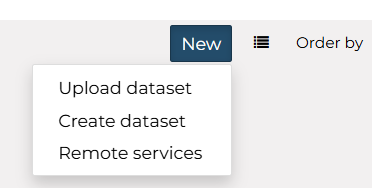 New
Order by
Upload dataset
Create dataset
Remote services